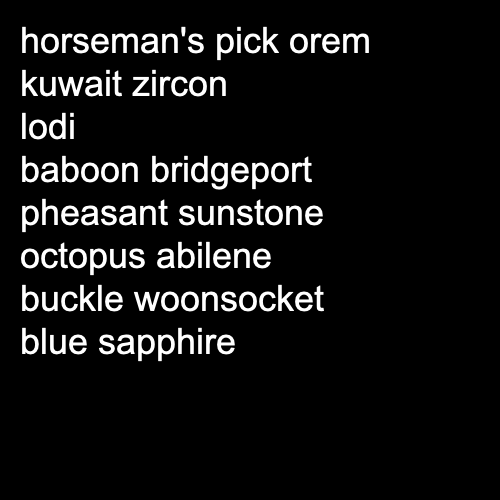 horseman's pick orem
kuwait zircon
lodi
baboon bridgeport
pheasant sunstone
octopus abilene
buckle woonsocket
blue sapphire